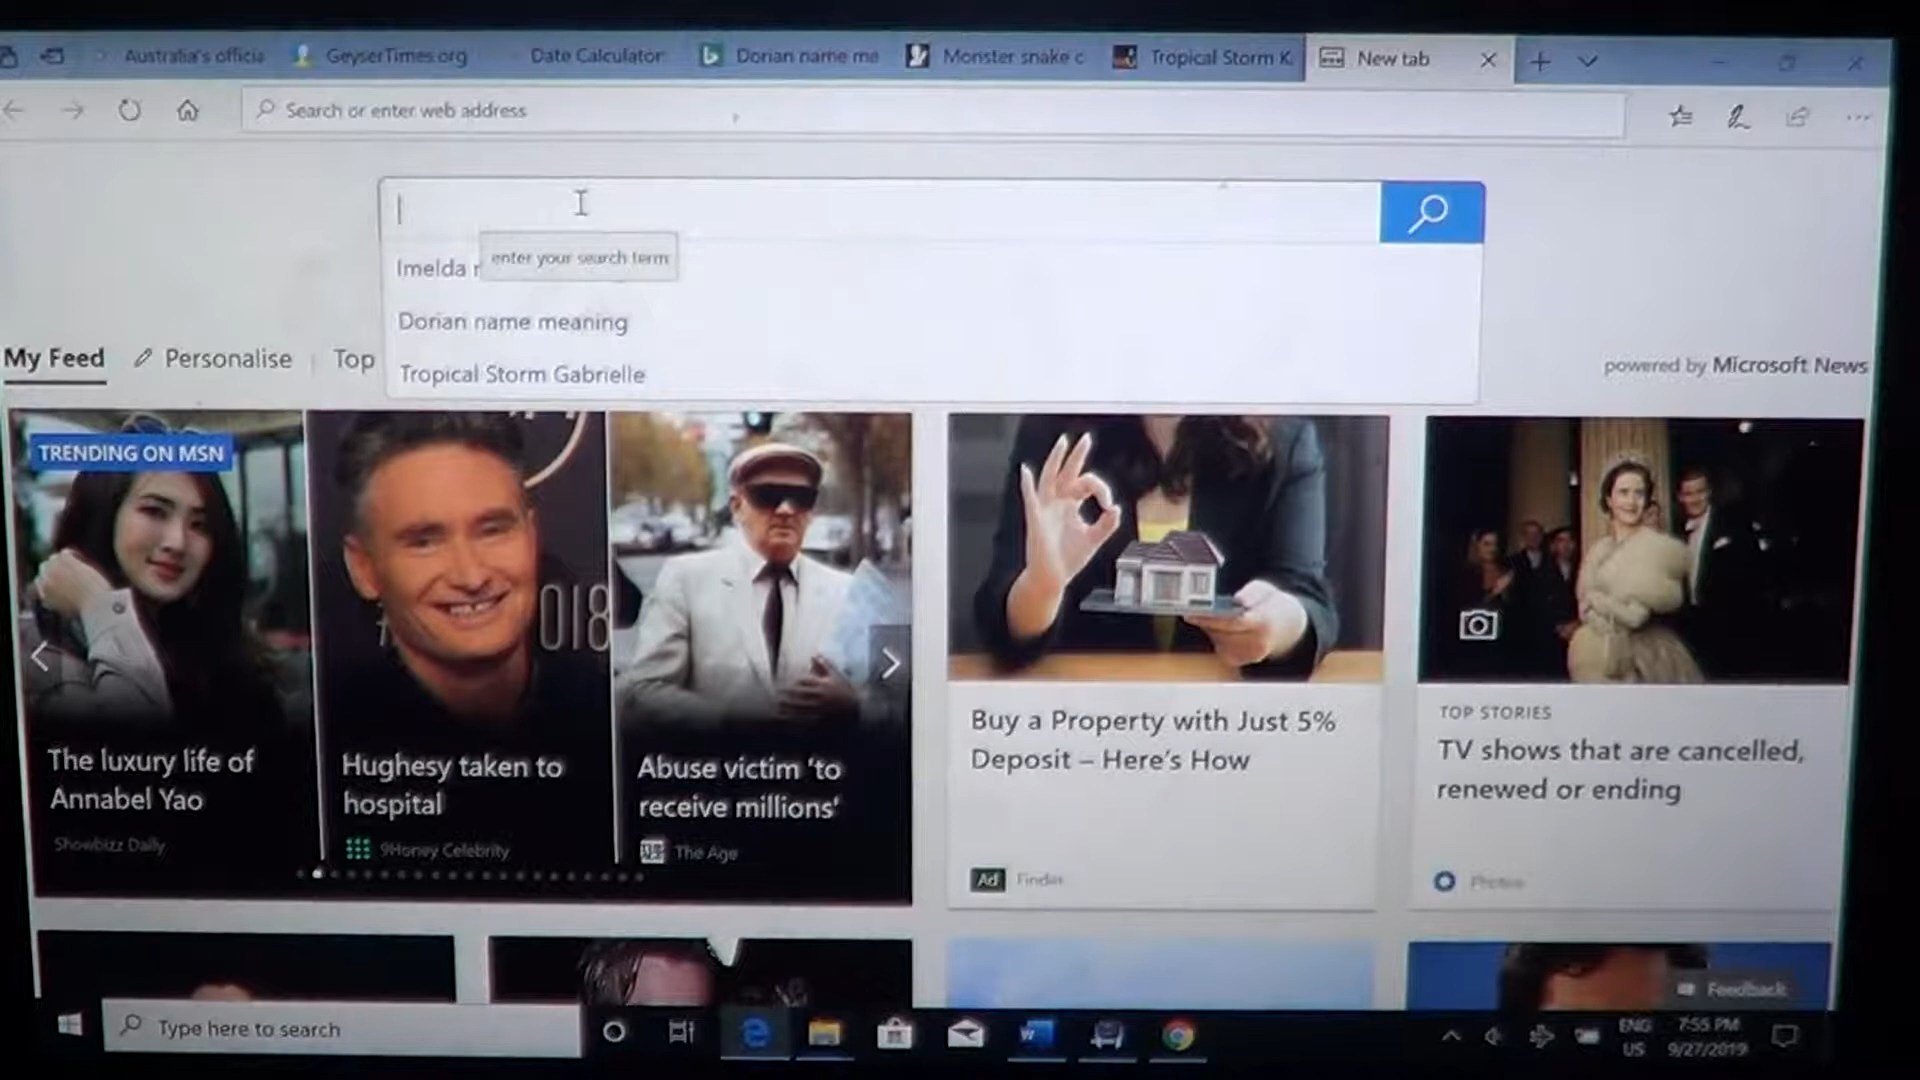 Australia's officia
GeyserTimes.org
Date Calculator
Dorian name me
Monster snake c
Tropical Storm K
New tab
Search or enter web address
enter your search term
Imelda r
Dorian name meaning
Tropical Storm Gabrielle
My Feed
Personalise
Top
powered by Microsoft News
TRENDING ON MSN
018
The luxury life of
Annabel Yao
Showbizz Daily
Hughesy taken to
hospital
9Honey Celebrity
Abuse victim 'to
receive millions'
The Age
Buy a Property with Just 5%
Deposit – Here's How
Ad
Finder
TOP STORIES
TV shows that are cancelled,
renewed or ending
Photos
Feedback
Type here to search
ENG
US
7:55 PM
9/27/2019